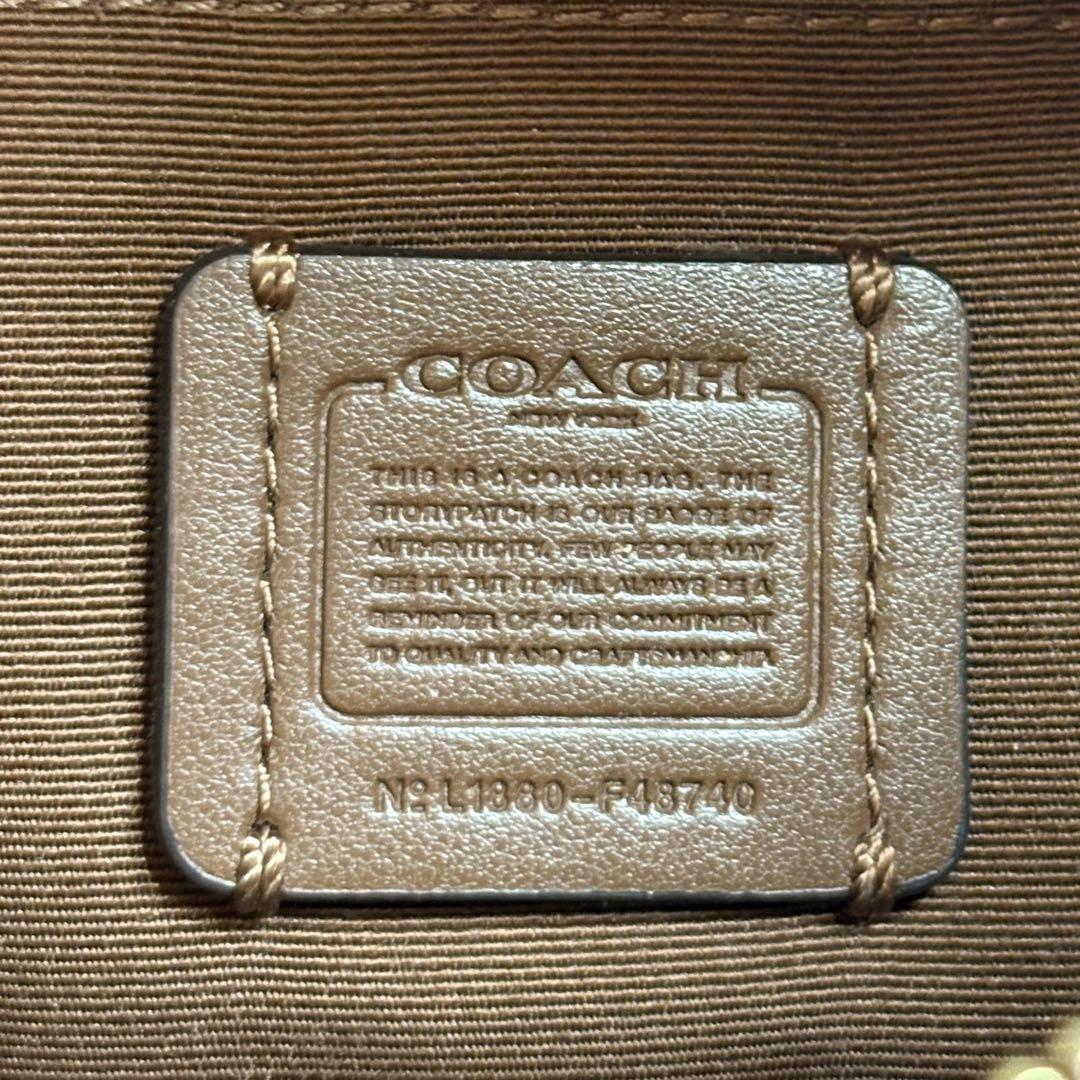 COACH
NEW YORK
THIS IS A COACH BAG. THE
STORYPATCH IS OUR BADGE OF
AUTHENTICITY. FEW PEOPLE MAY
SEE IT, BUT IT WILL ALWAYS BE A
REMINDER OF OUR COMMITMENT
TO QUALITY AND CRAFTSMANSHIP.
Nº L1880-F48740